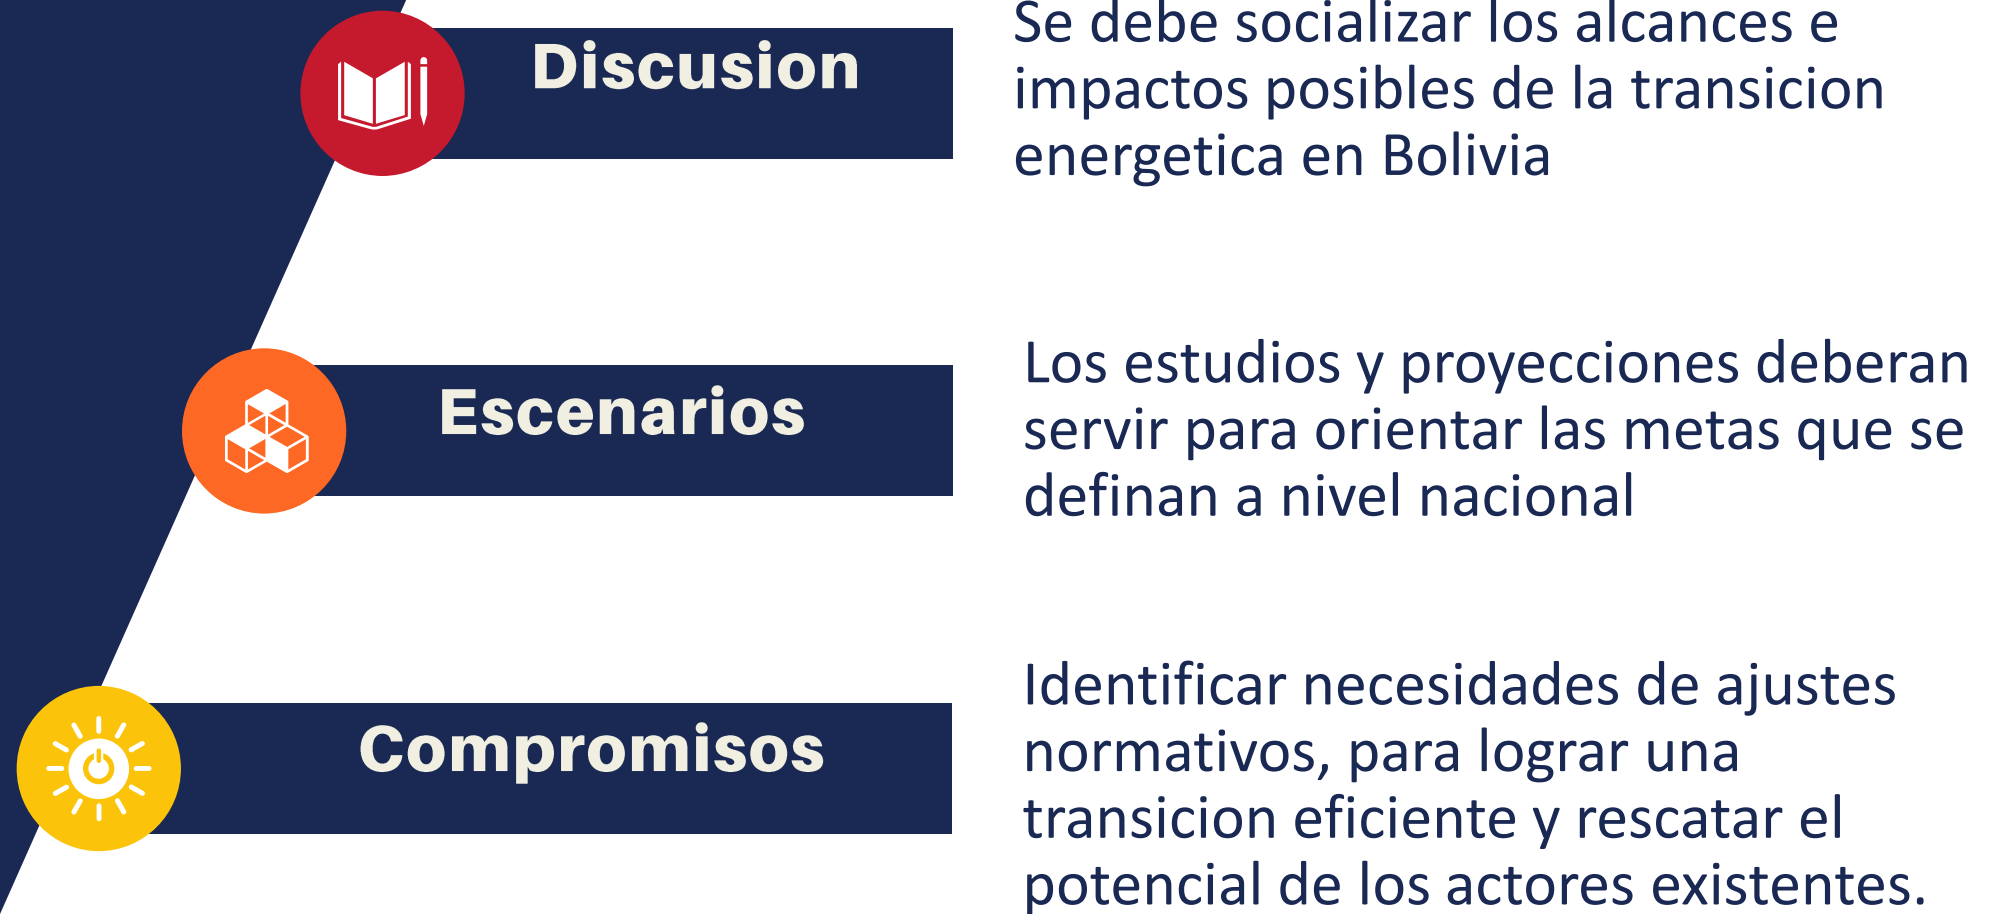 Discusion
Se debe socializar los alcances e
impactos posibles de la transicion
energetica en Bolivia
Escenarios
Los estudios y proyecciones deberan
servir para orientar las metas que se
definan a nivel nacional
Compromisos
Identificar necesidades de ajustes
normativos, para lograr una
transicion eficiente y rescatar el
potencial de los actores existentes.